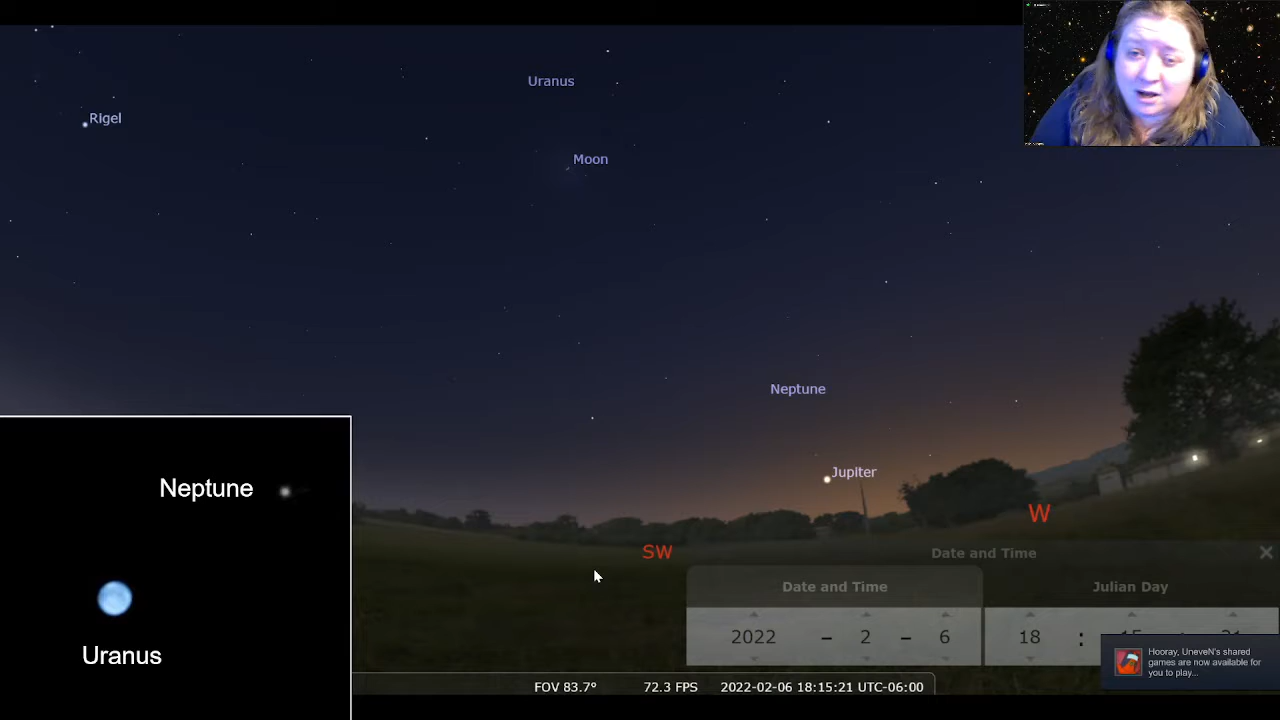 Uranus
Rigel
Moon
Neptune
Jupiter
W
SW
Neptune
Uranus
Date and Time
Date and Time
Julian Day
2022 - 2 - 6
18 : 15 : 21
Hooray, UneveN's shared
games are now available for
you to play...
FOV 83.7°
72.3 FPS
2022-02-06 18:15:21 UTC-06:00